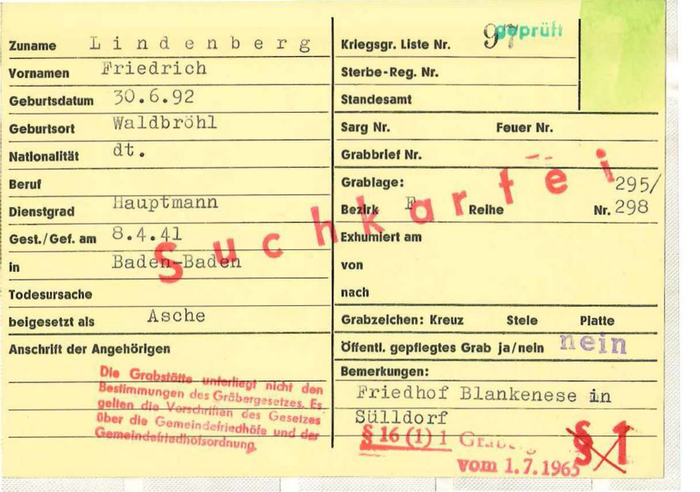 Zuname Lindenberg
Vornamen Friedrich
Geburtsdatum 30.6.92
Geburtsort Waldbröhl
Nationalität dt.
Beruf
Dienstgrad Hauptmann
Gest./Gef. am 8.4.41
in Baden-Baden
Todesursache
beigesetzt als Asche
Anschrift der Angehörigen
Die Grabstätte unterliegt nicht den
Bestimmungen des Gräbergesetzes. Es
gelten die Vorschriften des Gesetzes
über die Gemeindefriedhöfe und der
Gemeindefriedhofsordnung.
Suchkartei
Kriegsgr. Liste Nr. 97 geprüft
Sterbe-Reg. Nr.
Standesamt
Sarg Nr. Feuer Nr.
Grabbrief Nr.
Grablage: 295/
Bezirk F Reihe Nr. 298
Exhumiert am
von
nach
Grabzeichen: Kreuz Stele Platte
Öffentl. gepflegtes Grab ja/nein nein
Bemerkungen:
Friedhof Blankenese in
Sülldorf
§ 16 (1) 1
vom 1.7.1965
§ 1